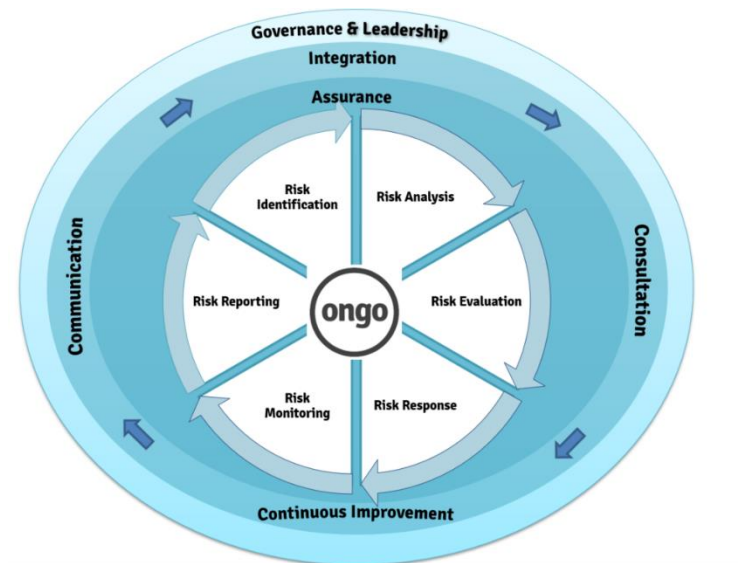 Governance & Leadership
Integration
Assurance
Risk
Identification
Risk Analysis
Communication
Consultation
Risk Reporting
ongo
Risk Evaluation
Risk
Monitoring
Risk Response
Continuous Improvement